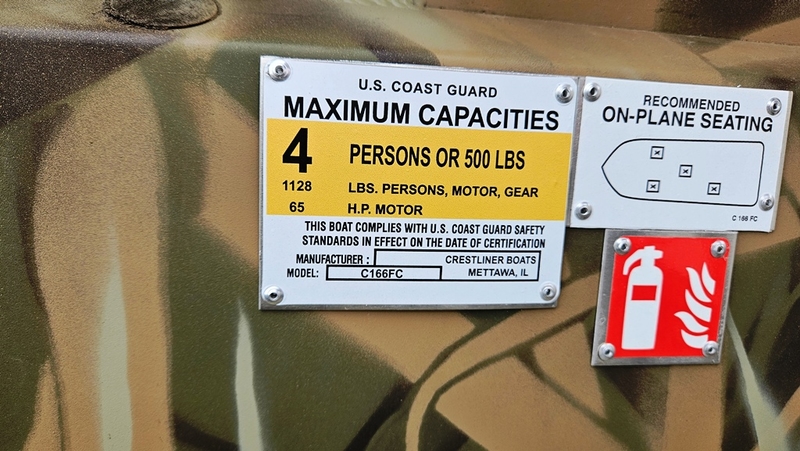 U.S. COAST GUARD
MAXIMUM CAPACITIES
4 PERSONS OR 500 LBS
1128 LBS. PERSONS, MOTOR, GEAR
65 H.P. MOTOR
THIS BOAT COMPLIES WITH U.S. COAST GUARD SAFETY
STANDARDS IN EFFECT ON THE DATE OF CERTIFICATION
MANUFACTURER : CRESTLINER BOATS
MODEL: C166FC METTAWA, IL
RECOMMENDED
ON-PLANE SEATING
C 166 FC